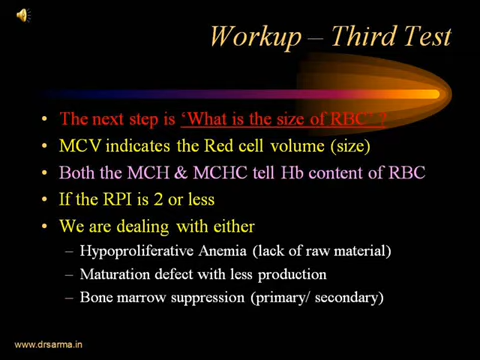 Workup – Third Test
• The next step is ‘What is the size of RBC’ ?
• MCV indicates the Red cell volume (size)
• Both the MCH & MCHC tell Hb content of RBC
• If the RPI is 2 or less
• We are dealing with either
– Hypoproliferative Anemia (lack of raw material)
– Maturation defect with less production
– Bone marrow suppression (primary/ secondary)
www.drsarma.in